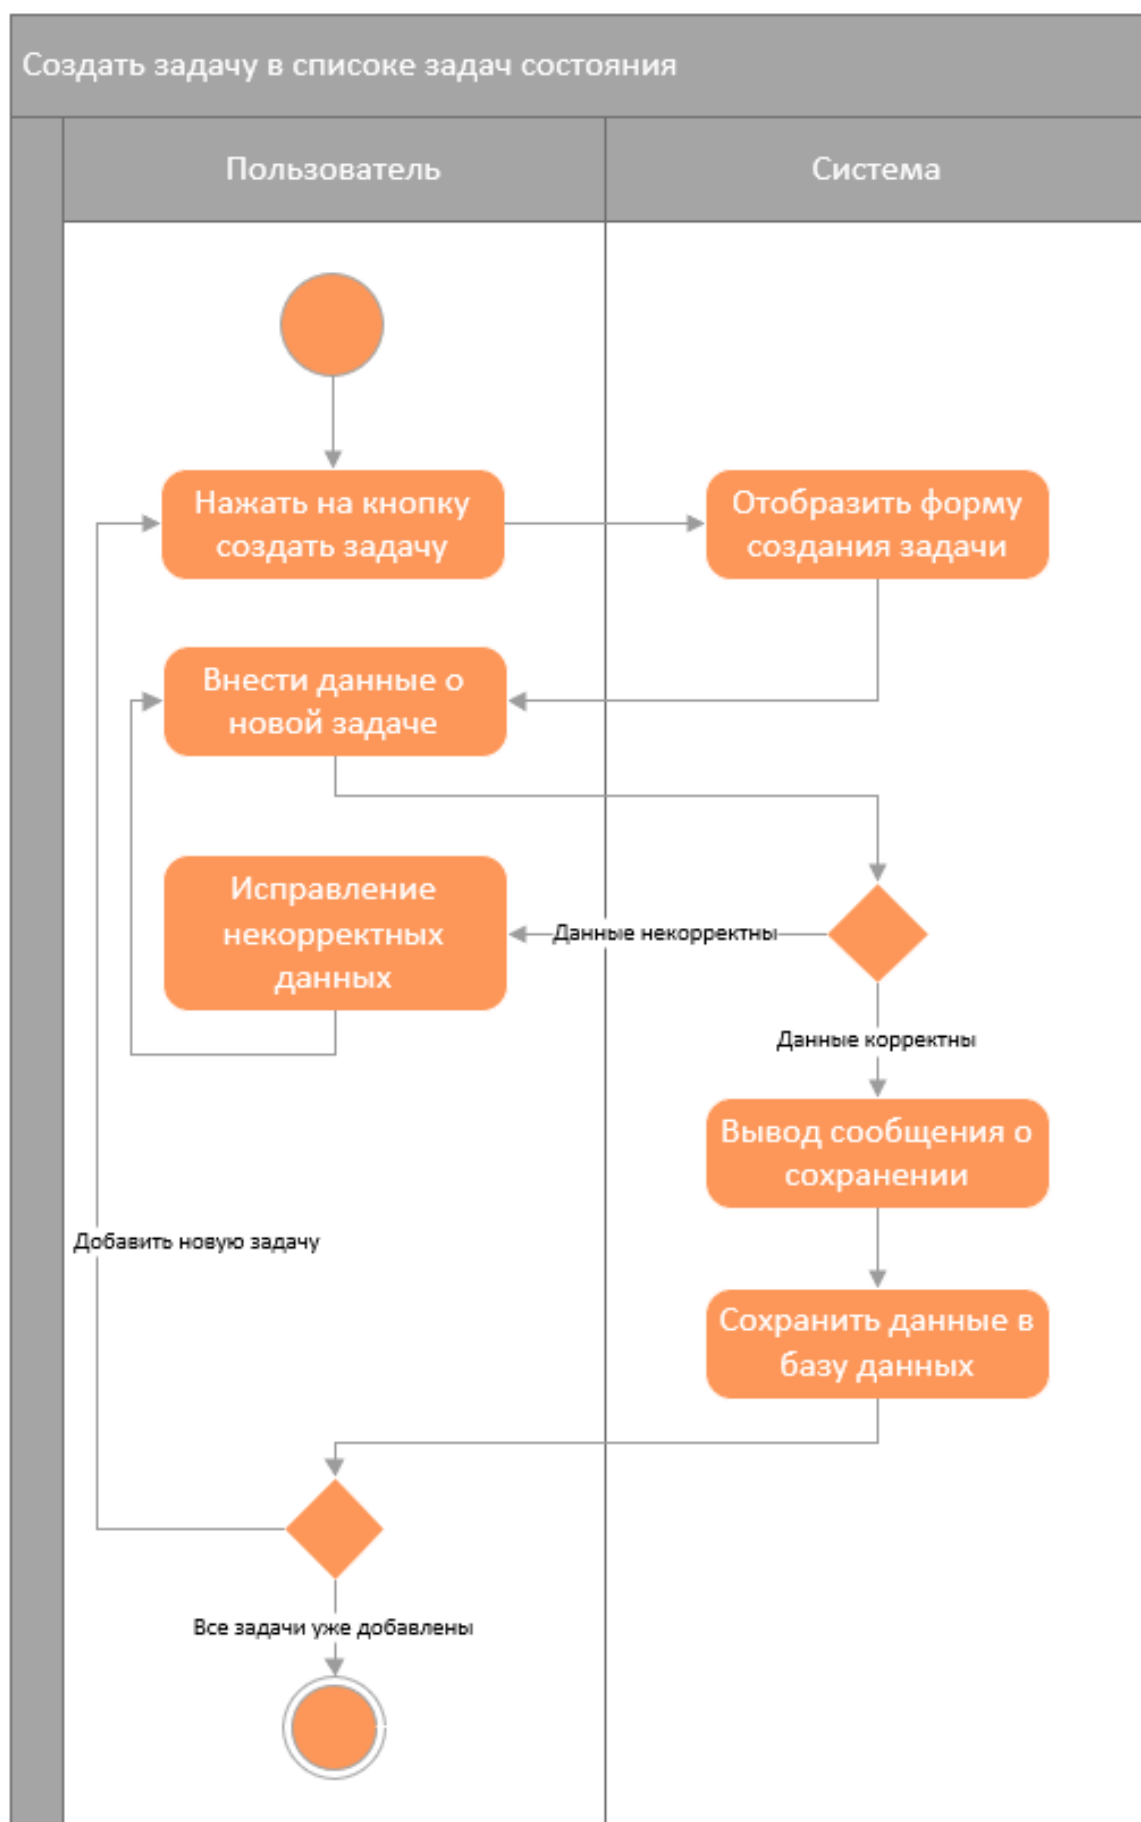 Создать задачу в списоке задач состояния
Пользователь
Система
Нажать на кнопку
создать задачу
Отобразить форму
создания задачи
Внести данные о
новой задаче
Исправление
некорректных
данных
Данные некорректны
Данные корректны
Вывод сообщения о
сохранении
Добавить новую задачу
Сохранить данные в
базу данных
Все задачи уже добавлены